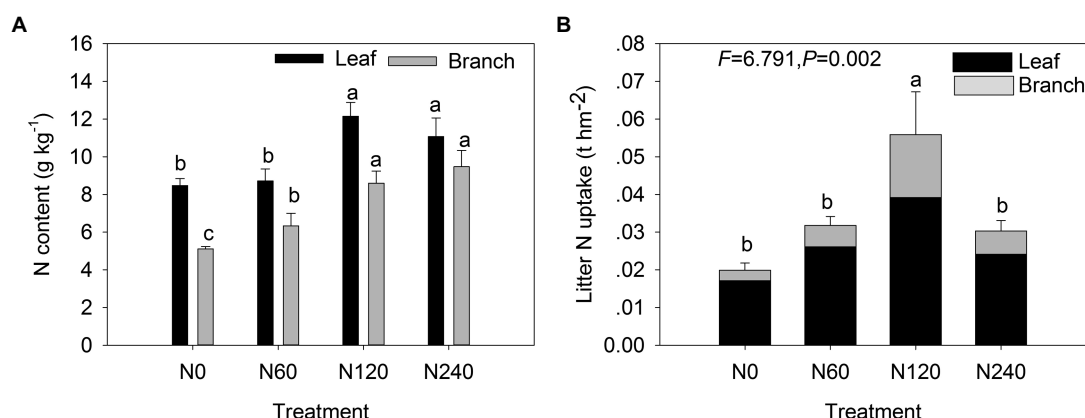 A
N content (g kg-1)
16
14
12
10
8
6
4
2
0
Leaf
Branch
b
c
b
b
a
a
a
a
N0
N60
N120
N240
Treatment
B
Litter N uptake (t hm-2)
.08
.07
.06
.05
.04
.03
.02
.01
0.00
F=6.791,P=0.002
Leaf
Branch
b
b
a
b
N0
N60
N120
N240
Treatment